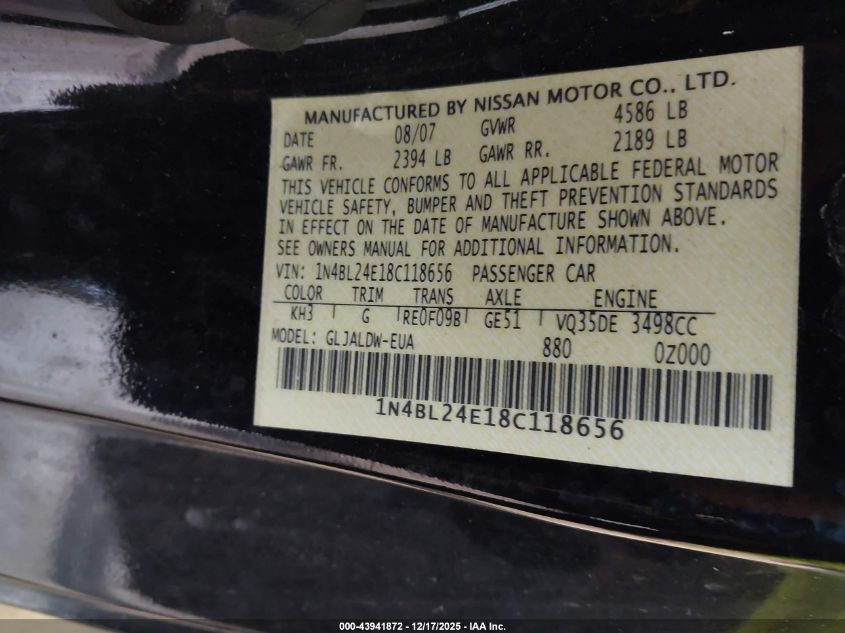 MANUFACTURED BY NISSAN MOTOR CO., LTD.
DATE 08/07 GVWR 4586 LB
GAWR FR. 2394 LB GAWR RR. 2189 LB
THIS VEHICLE CONFORMS TO ALL APPLICABLE FEDERAL MOTOR
VEHICLE SAFETY, BUMPER AND THEFT PREVENTION STANDARDS
IN EFFECT ON THE DATE OF MANUFACTURE SHOWN ABOVE.
SEE OWNERS MANUAL FOR ADDITIONAL INFORMATION.
VIN: 1N4BL24E18C118656 PASSENGER CAR
COLOR TRIM TRANS AXLE ENGINE
KH3 G RE0F09B GE51 VQ35DE 3498CC
MODEL: GLJALDW-EUA 880 0Z000
1N4BL24E18C118656
000-43941872 - 12/17/2025 - IAA Inc.